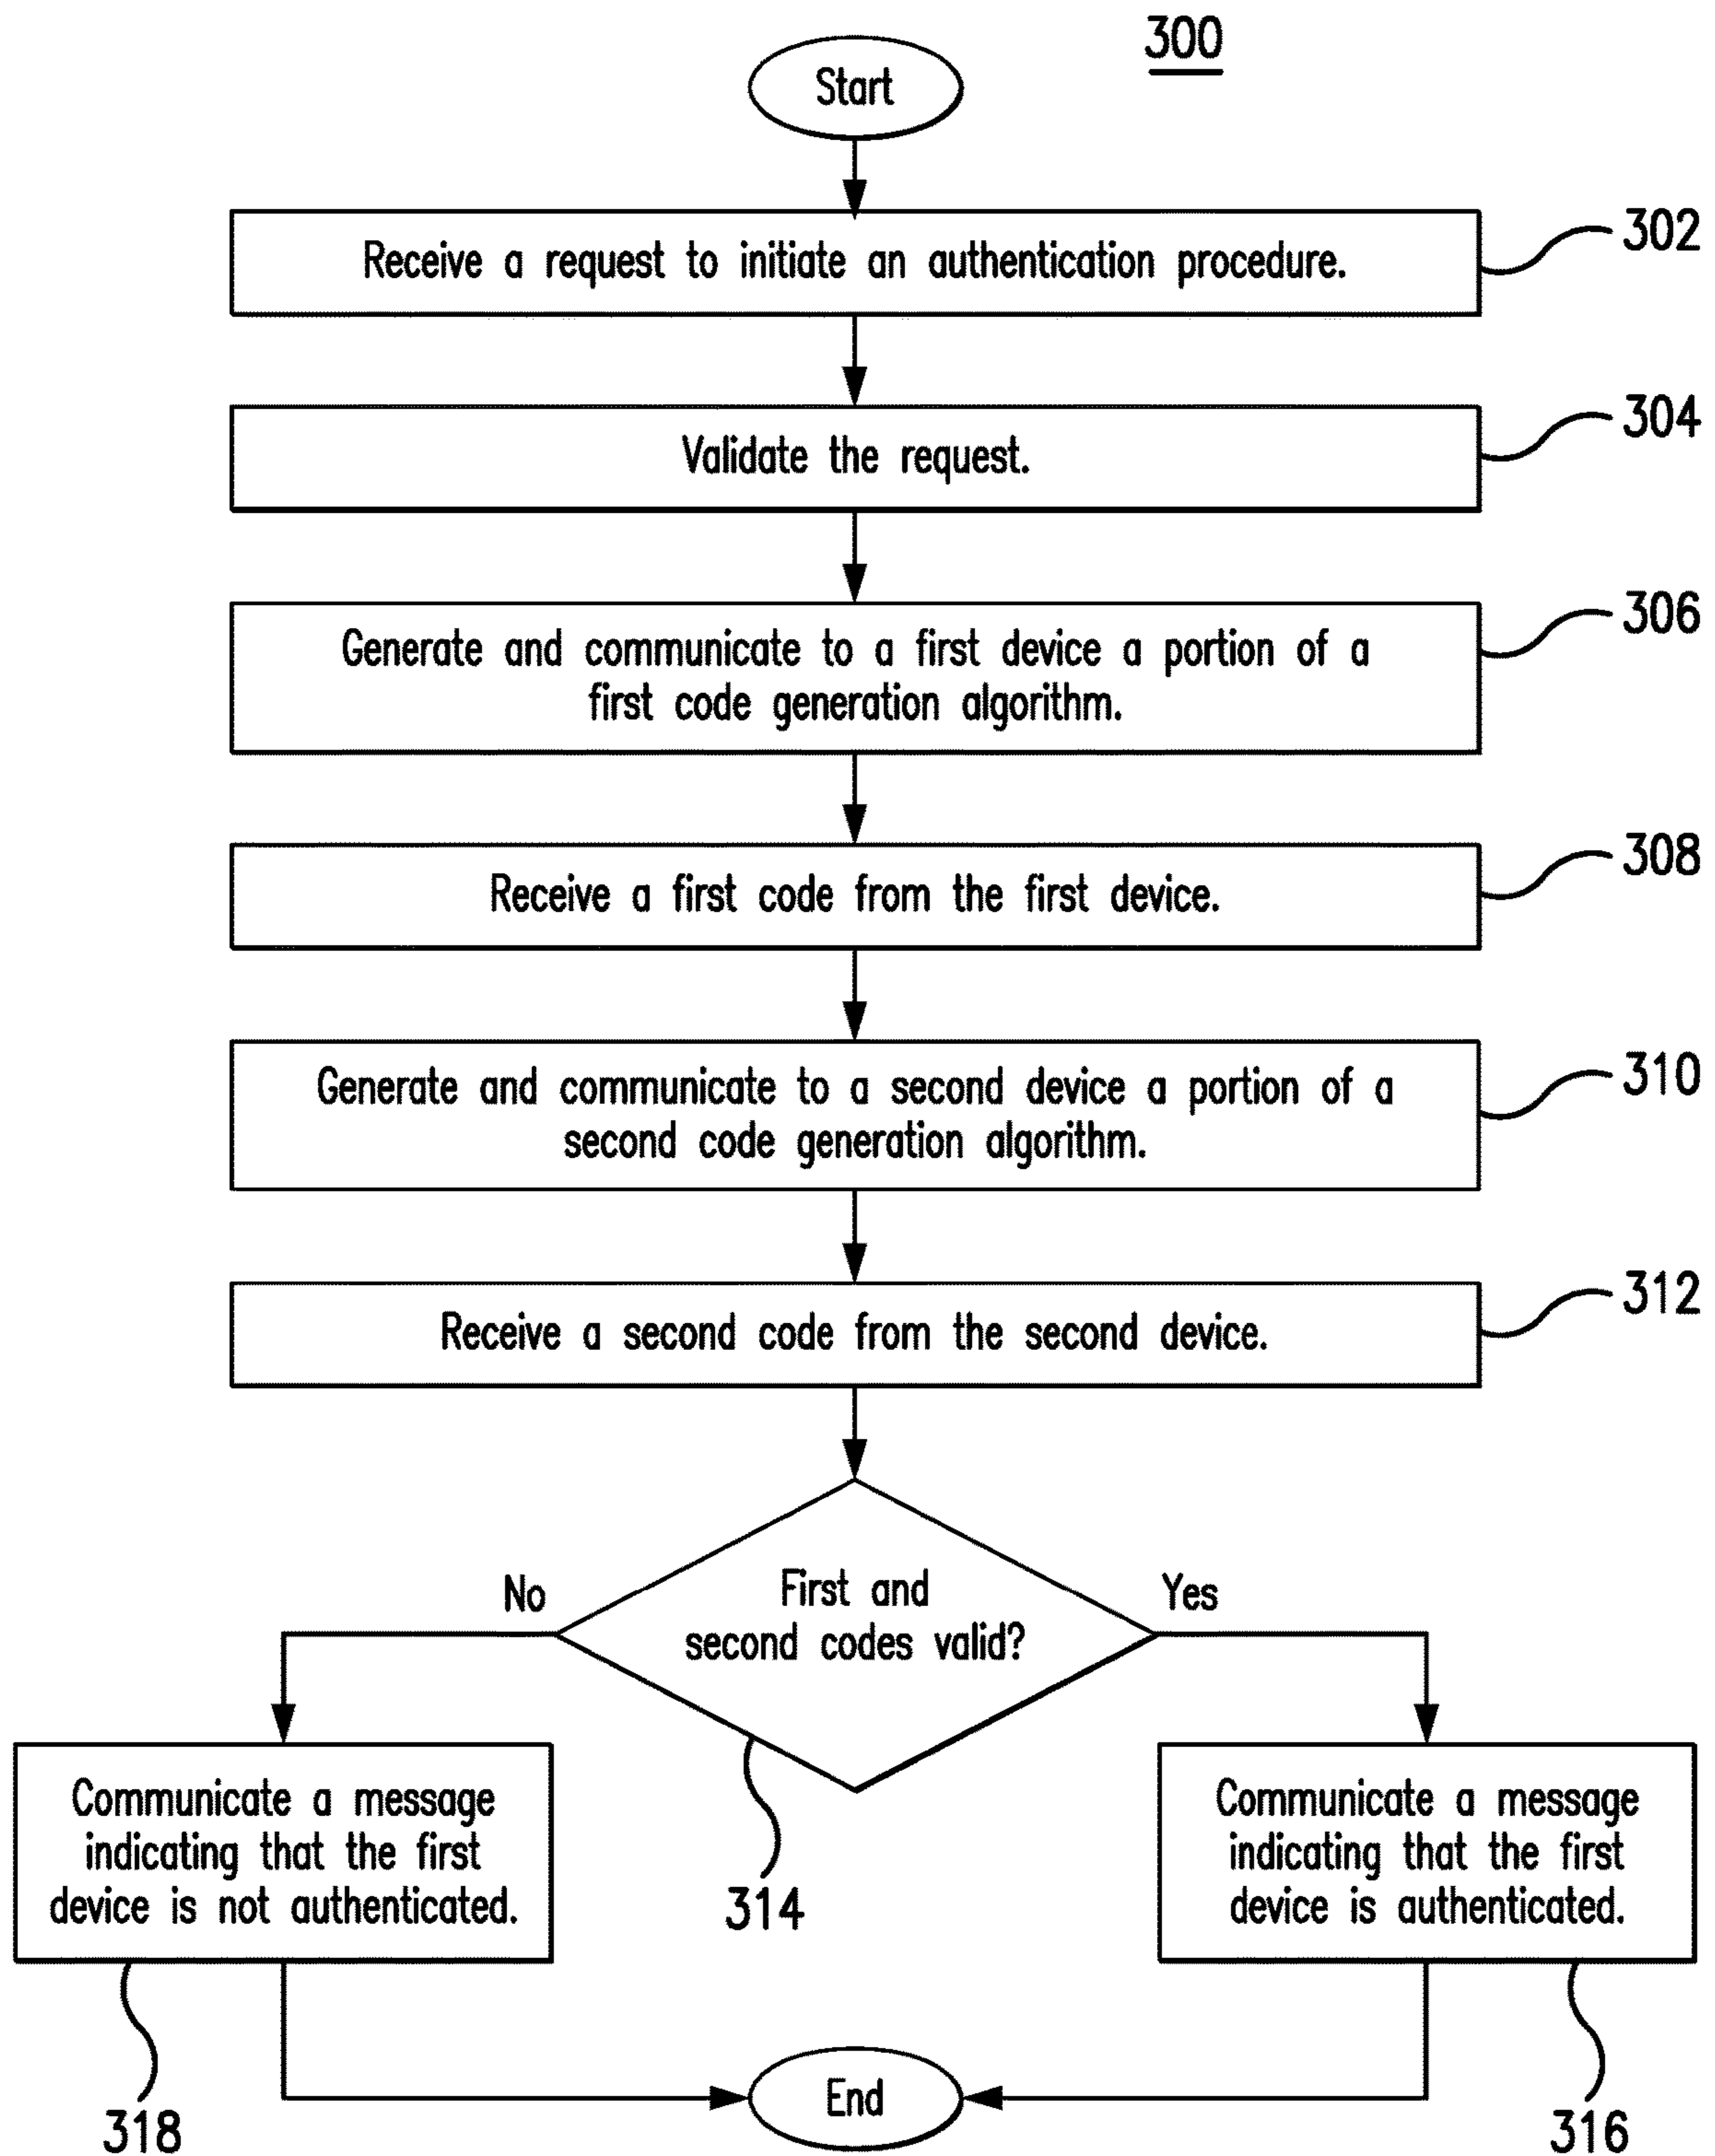 300
Start
Receive a request to initiate an authentication procedure.
302
Validate the request.
304
Generate and communicate to a first device a portion of a
first code generation algorithm.
306
Receive a first code from the first device.
308
Generate and communicate to a second device a portion of a
second code generation algorithm.
310
Receive a second code from the second device.
312
First and
second codes valid?
No
Yes
314
Communicate a message
indicating that the first
device is not authenticated.
318
Communicate a message
indicating that the first
device is authenticated.
316
End